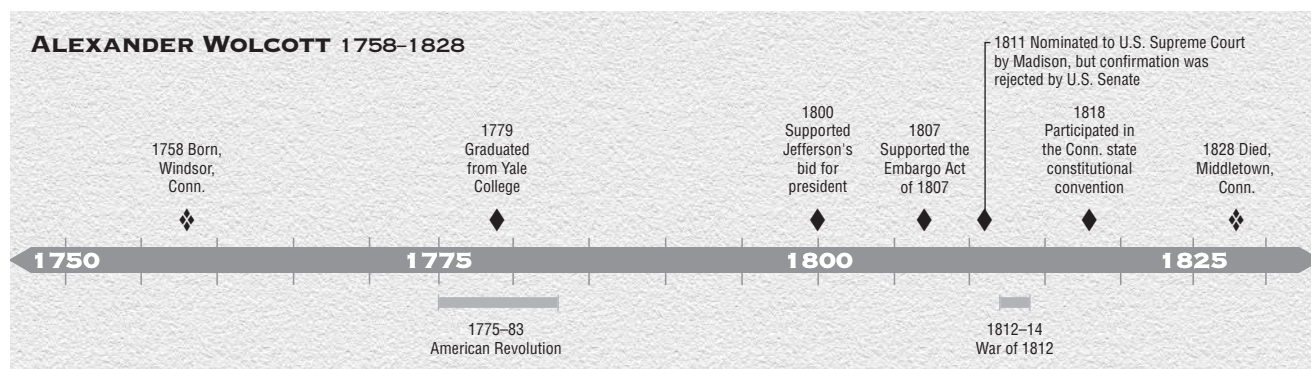 ALEXANDER WOLCOTT 1758–1828
1811 Nominated to U.S. Supreme Court
by Madison, but confirmation was
rejected by U.S. Senate
1758 Born,
Windsor,
Conn.
1779
Graduated
from Yale
College
1800
Supported
Jefferson's
bid for
president
1807
Supported the
Embargo Act
of 1807
1818
Participated in
the Conn. state
constitutional
convention
1828 Died,
Middletown,
Conn.
1750 1775 1800 1825
1775–83
American Revolution
1812–14
War of 1812